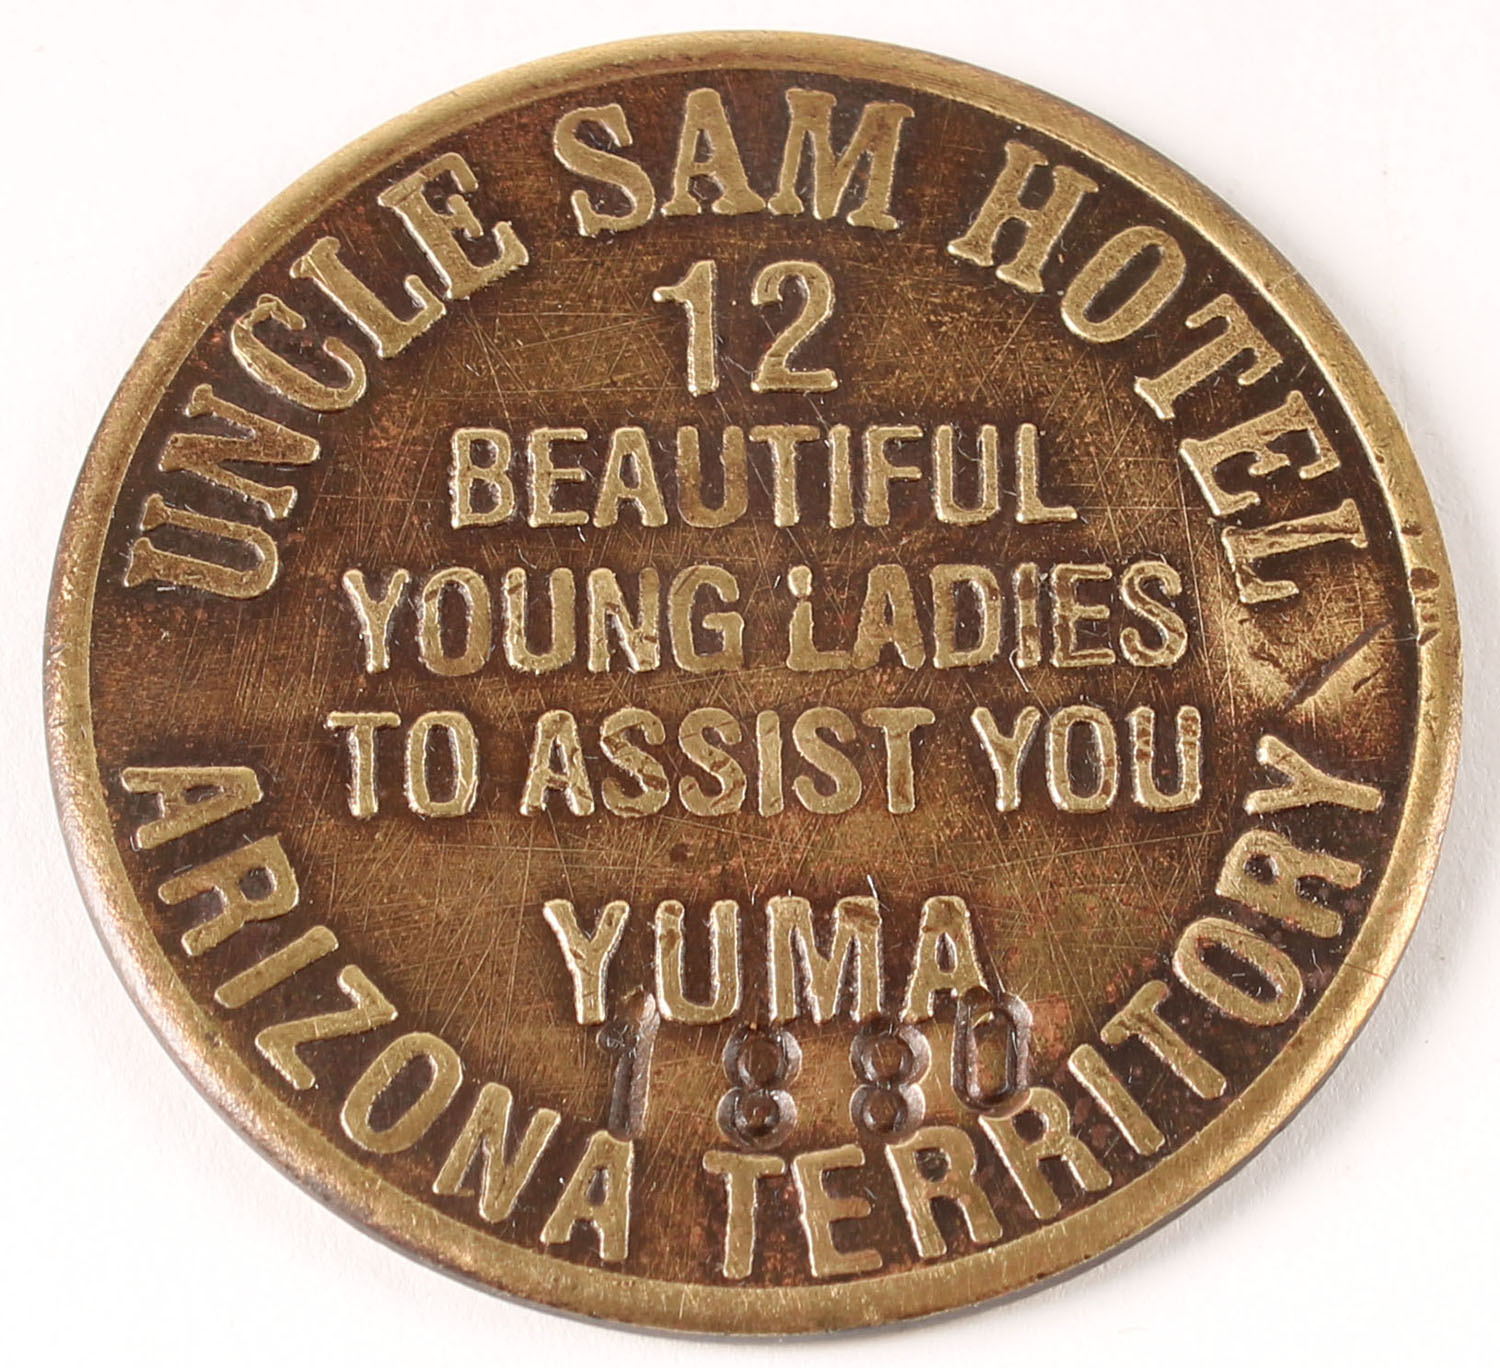 UNCLE SAM HOTEL
12
BEAUTIFUL
YOUNG LADIES
TO ASSIST YOU
YUMA
1880
ARIZONA TERRITORY